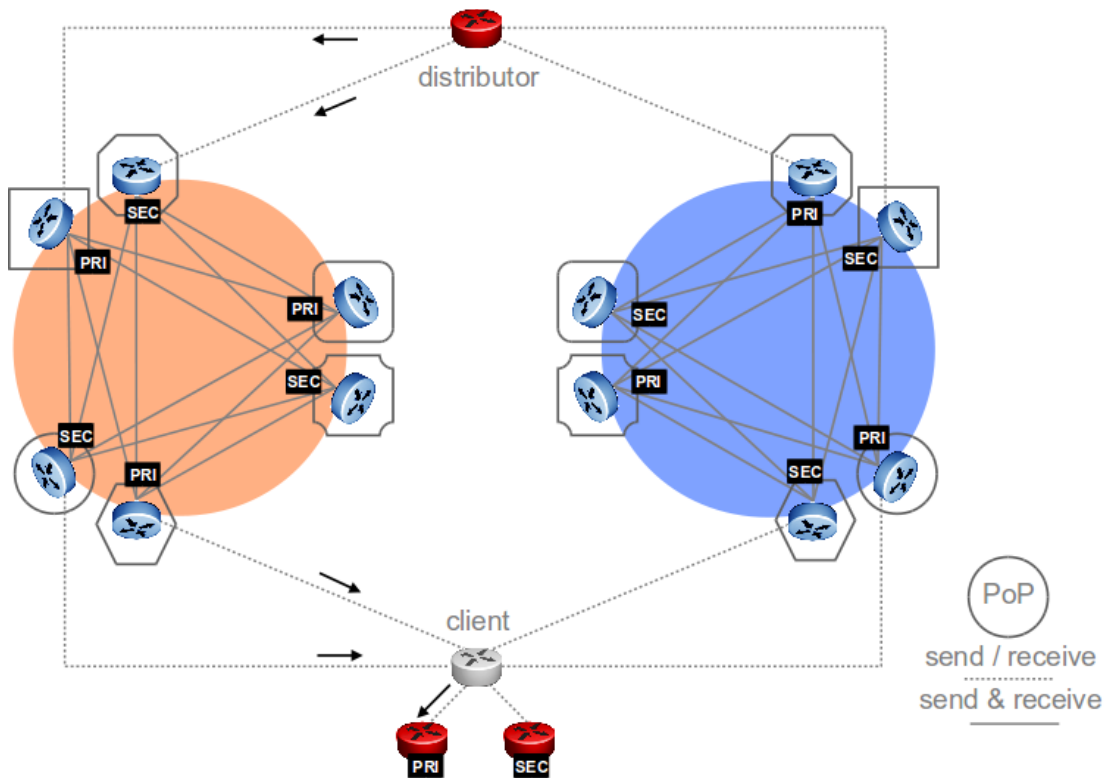 distributor
SEC
PRI
PRI
SEC
PRI
SEC
SEC
PRI
SEC
PRI
PRI
SEC
PoP
client
send / receive
send & receive
PRI
SEC